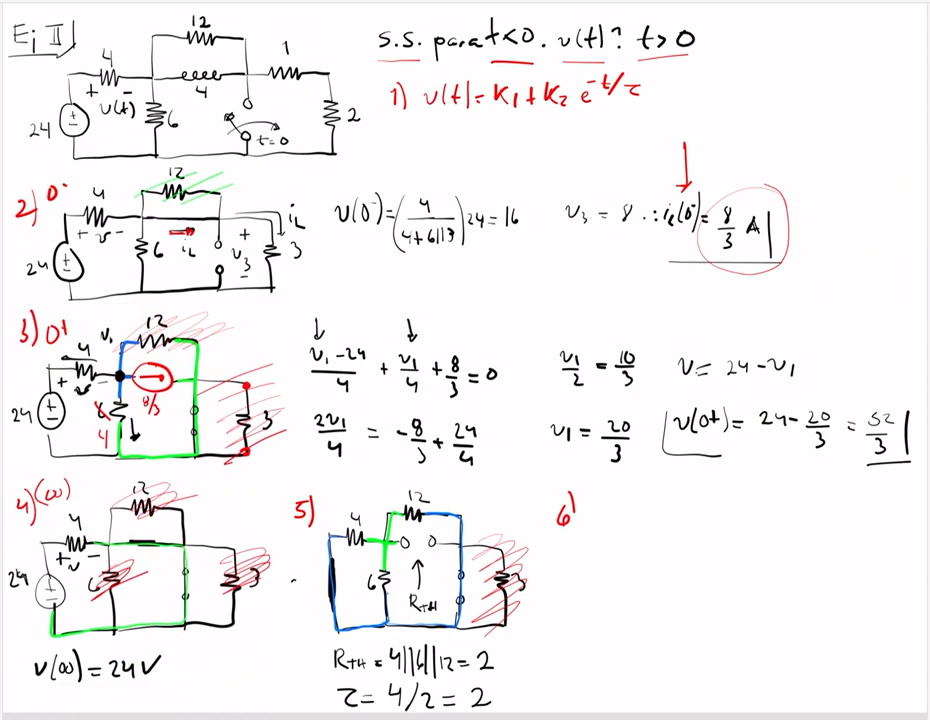 Ej II)
s.s. para t<0. v(t)? t>0
12
4
4
1
+ v(t) -
6
24
t=0
2
1) v(t) = K₁ + K₂ e^{-t/τ}
2) 0⁻
12
4
+ v -
6
iL
+
v₃
-
iL
3
24
v(0⁻) = (4/(4+6||3)) 24 = 16
v₃ = 8 ∴ iL(0⁻) = 8/3 A
3) 0⁺
12
v₁
4
+ v -
8/3
24
4
3
(v₁-24)/4 + v₁/4 + 8/3 = 0
2v₁/4 = -8/3 + 24/4
v₁/2 = 10/3
v₁ = 20/3
v = 24 - v₁
v(0+) = 24 - 20/3 = 52/3
4) (∞)
12
4
+ v -
24
6
3
v(∞) = 24 V
5)
12
4
6
RTH
3
RTH = 4||6||12 = 2
τ = 4/2 = 2
6)